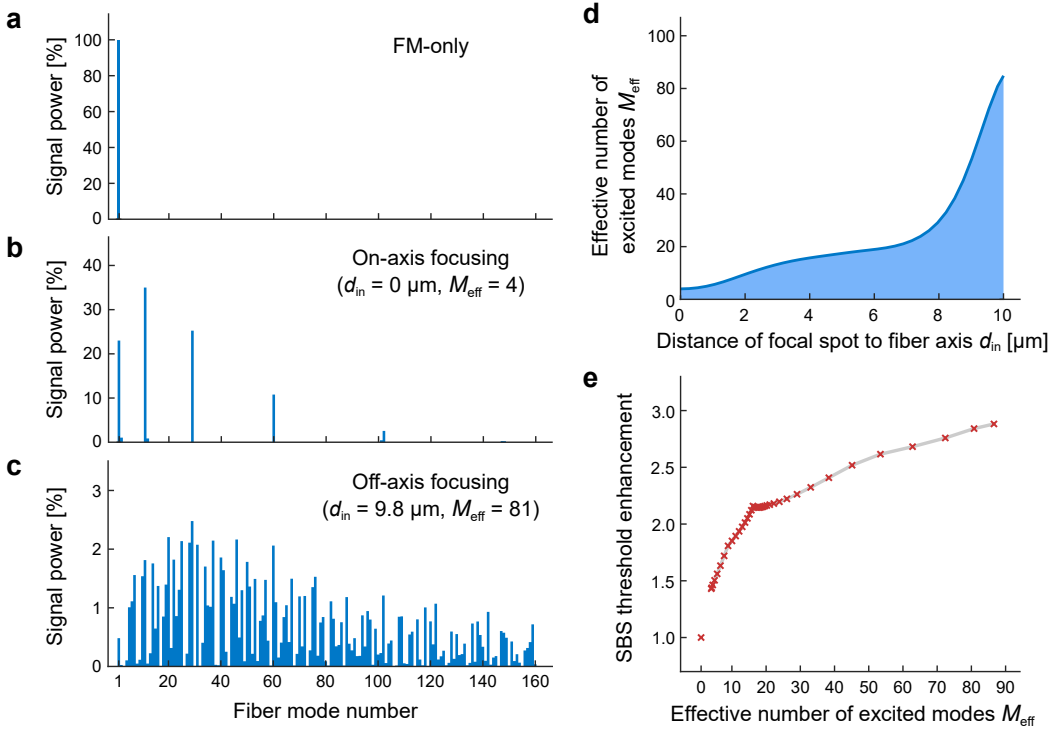 a
Signal power [%]
100
80
60
40
20
0
FM-only
b
Signal power [%]
40
30
20
10
0
On-axis focusing
(d_in = 0 µm, M_eff = 4)
c
Signal power [%]
3
2
1
0
Off-axis focusing
(d_in = 9.8 µm, M_eff = 81)
1 20 40 60 80 100 120 140 160
Fiber mode number
d
Effective number of
excited modes M_eff
100
80
60
40
20
0
0 2 4 6 8 10
Distance of focal spot to fiber axis d_in [µm]
e
SBS threshold enhancement
3.0
2.5
2.0
1.5
1.0
0 10 20 30 40 50 60 70 80 90
Effective number of excited modes M_eff